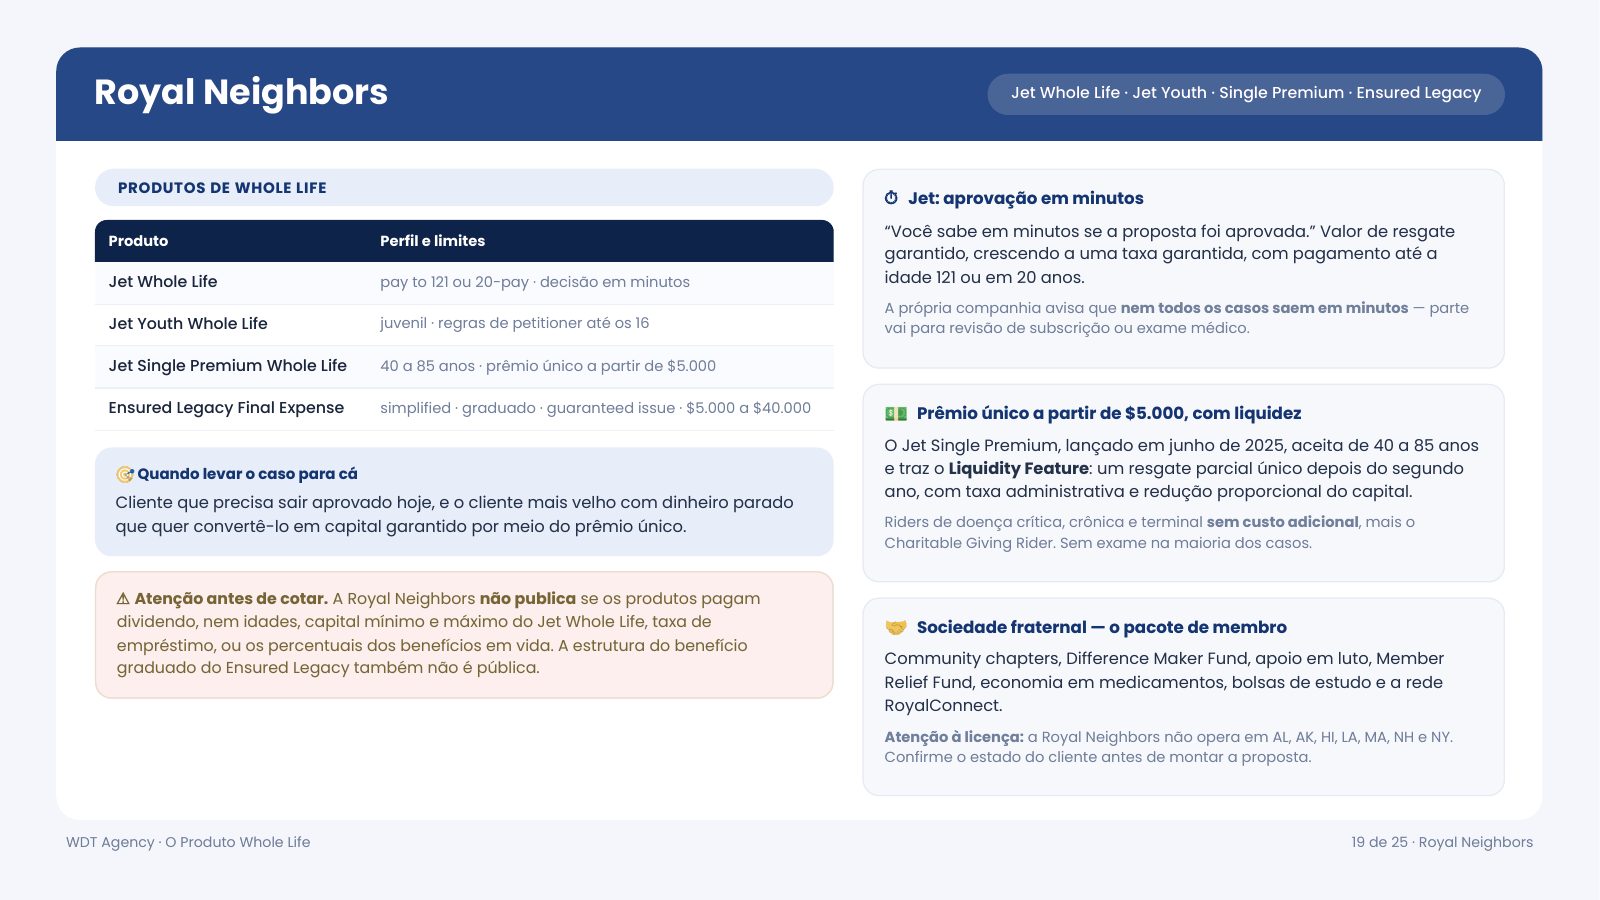 Royal Neighbors
Jet Whole Life · Jet Youth · Single Premium · Ensured Legacy
PRODUTOS DE WHOLE LIFE
Produto Perfil e limites
Jet Whole Life pay to 121 ou 20-pay · decisão em minutos
Jet Youth Whole Life juvenil · regras de petitioner até os 16
Jet Single Premium Whole Life 40 a 85 anos · prêmio único a partir de $5.000
Ensured Legacy Final Expense simplified · graduado · guaranteed issue · $5.000 a $40.000
🎯 Quando levar o caso para cá
Cliente que precisa sair aprovado hoje, e o cliente mais velho com dinheiro parado
que quer convertê-lo em capital garantido por meio do prêmio único.
⚠ Atenção antes de cotar. A Royal Neighbors não publica se os produtos pagam
dividendo, nem idades, capital mínimo e máximo do Jet Whole Life, taxa de
empréstimo, ou os percentuais dos benefícios em vida. A estrutura do benefício
graduado do Ensured Legacy também não é pública.
⏱ Jet: aprovação em minutos
“Você sabe em minutos se a proposta foi aprovada.” Valor de resgate
garantido, crescendo a uma taxa garantida, com pagamento até a
idade 121 ou em 20 anos.
A própria companhia avisa que nem todos os casos saem em minutos — parte
vai para revisão de subscrição ou exame médico.
💵 Prêmio único a partir de $5.000, com liquidez
O Jet Single Premium, lançado em junho de 2025, aceita de 40 a 85 anos
e traz o Liquidity Feature: um resgate parcial único depois do segundo
ano, com taxa administrativa e redução proporcional do capital.
Riders de doença crítica, crônica e terminal sem custo adicional, mais o
Charitable Giving Rider. Sem exame na maioria dos casos.
🤝 Sociedade fraternal — o pacote de membro
Community chapters, Difference Maker Fund, apoio em luto, Member
Relief Fund, economia em medicamentos, bolsas de estudo e a rede
RoyalConnect.
Atenção à licença: a Royal Neighbors não opera em AL, AK, HI, LA, MA, NH e NY.
Confirme o estado do cliente antes de montar a proposta.
WDT Agency · O Produto Whole Life
19 de 25 · Royal Neighbors